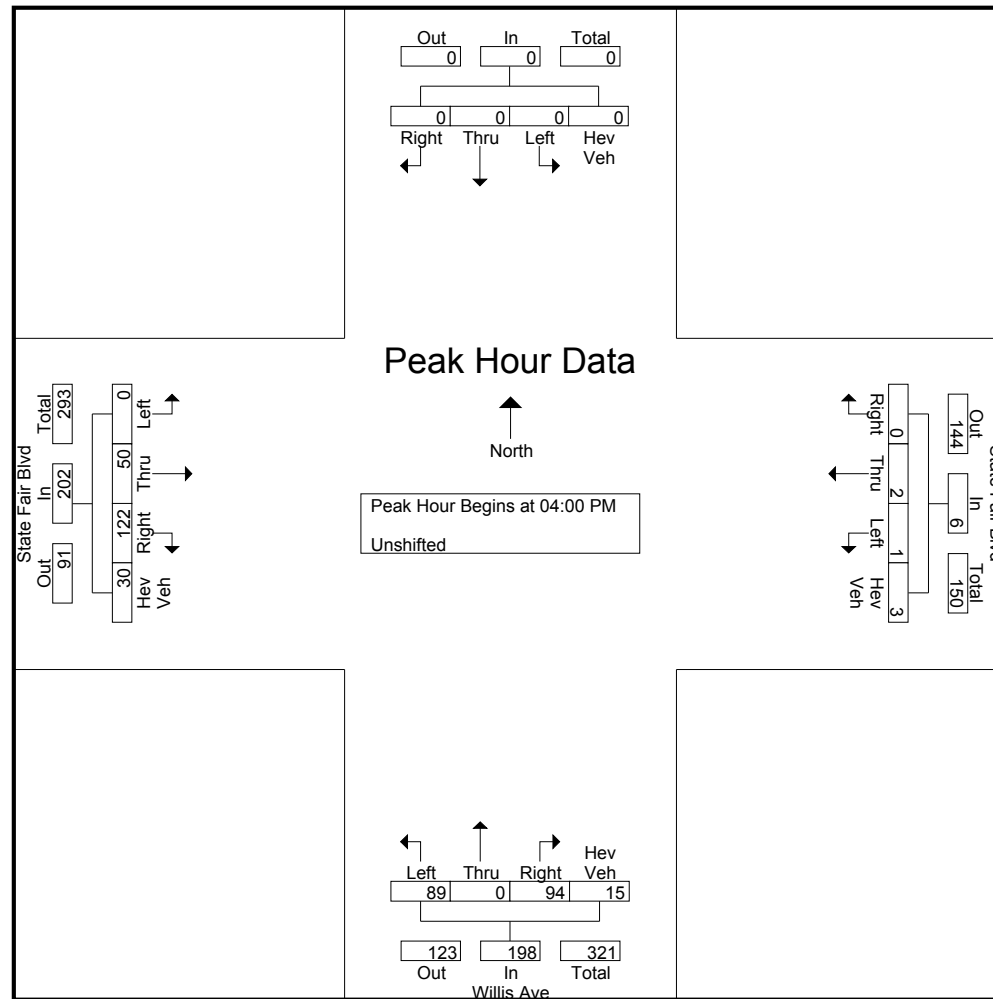 Out In Total
0 0 0
0 0 0 0
Right Thru Left Hev
Veh
Peak Hour Data
North
Peak Hour Begins at 04:00 PM
Unshifted
State Fair Blvd
Out In Total
91 202 293
30 122 50 0
Hev
Veh
Right Thru Left
State Fair Blvd
Out In Total
144 6 150
0 2 1 3
Right Thru Left Hev
Veh
Hev
Left Thru Right Veh
89 0 94 15
123 198 321
Out In Total
Willis Ave